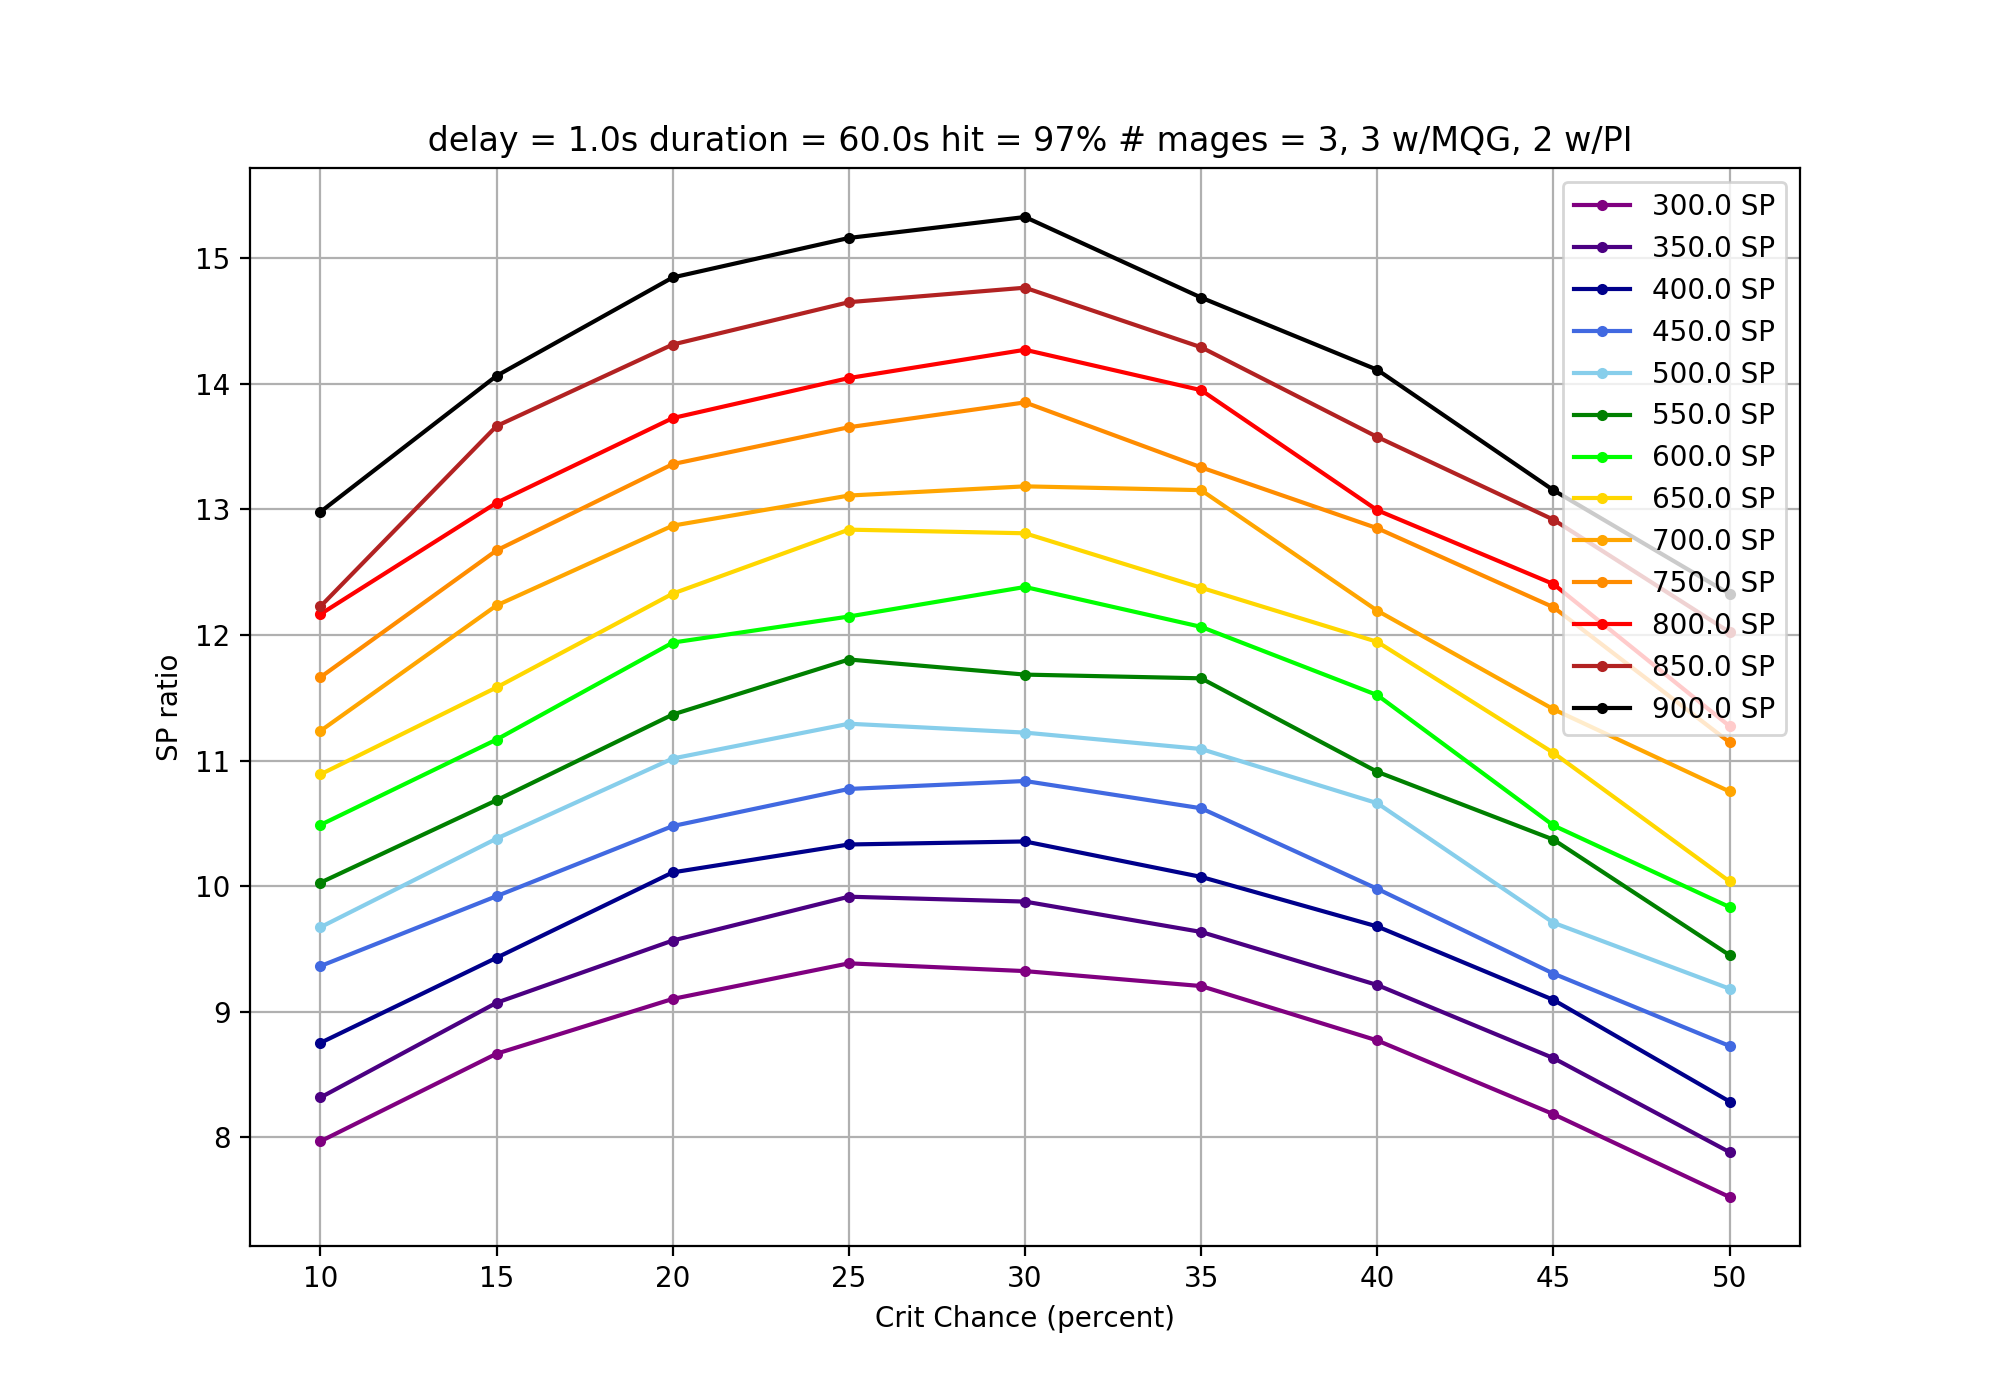 delay = 1.0s duration = 60.0s hit = 97% # mages = 3, 3 w/MQG, 2 w/PI
300.0 SP
350.0 SP
400.0 SP
450.0 SP
500.0 SP
550.0 SP
600.0 SP
650.0 SP
700.0 SP
750.0 SP
800.0 SP
850.0 SP
900.0 SP
SP ratio
15
14
13
12
11
10
9
8
10 15 20 25 30 35 40 45 50
Crit Chance (percent)